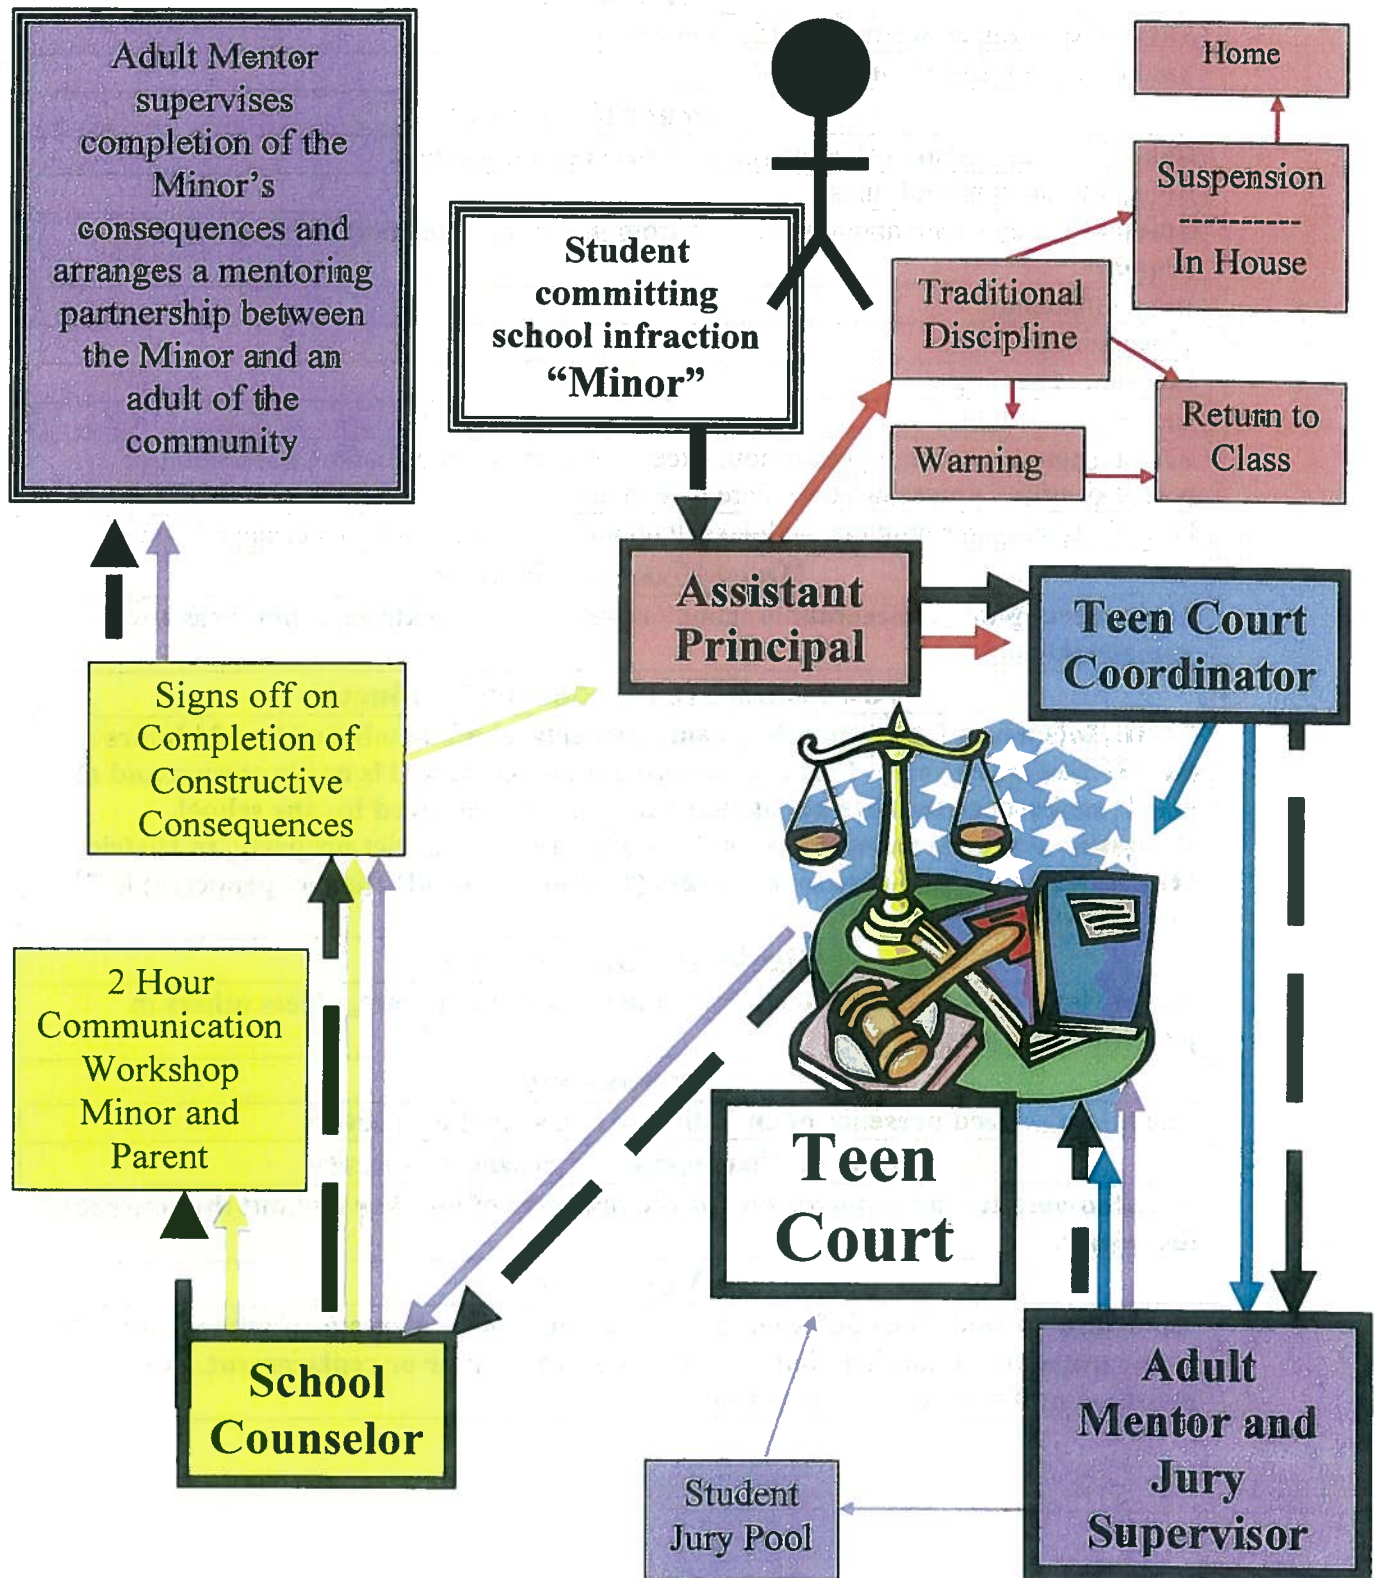 Adult Mentor
supervises
completion of the
Minor's
consequences and
arranges a mentoring
partnership between
the Minor and an
adult of the
community
Student
committing
school infraction
“Minor”
Home
Suspension
-----------
In House
Traditional
Discipline
Warning
Return to
Class
Assistant
Principal
Teen Court
Coordinator
Signs off on
Completion of
Constructive
Consequences
2 Hour
Communication
Workshop
Minor and
Parent
Teen
Court
School
Counselor
Student
Jury Pool
Adult
Mentor and
Jury
Supervisor